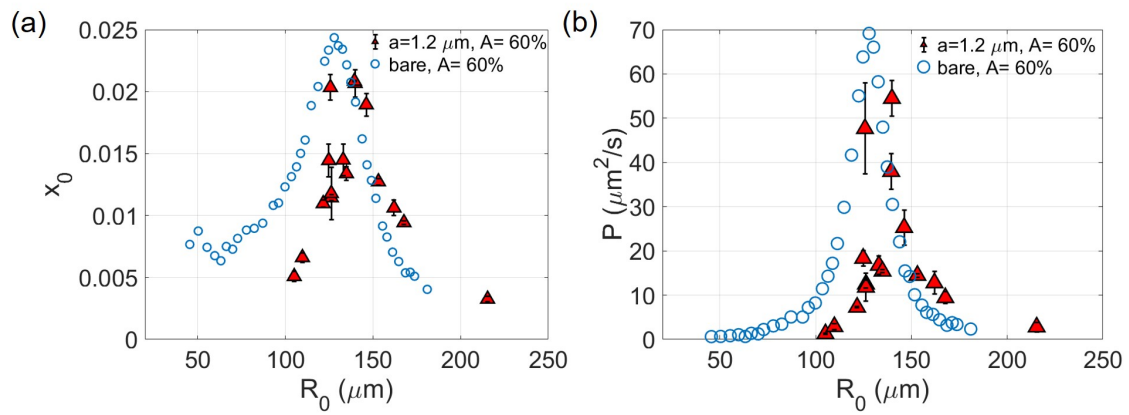 (a)
0.025
0.02
0.015
0.01
0.005
0
x₀
50 100 150 200 250
R₀ (μm)
a=1.2 μm, A= 60%
bare, A= 60%
(b)
70
60
50
40
30
20
10
0
P (μm²/s)
50 100 150 200 250
R₀ (μm)
a=1.2 μm, A= 60%
bare, A= 60%